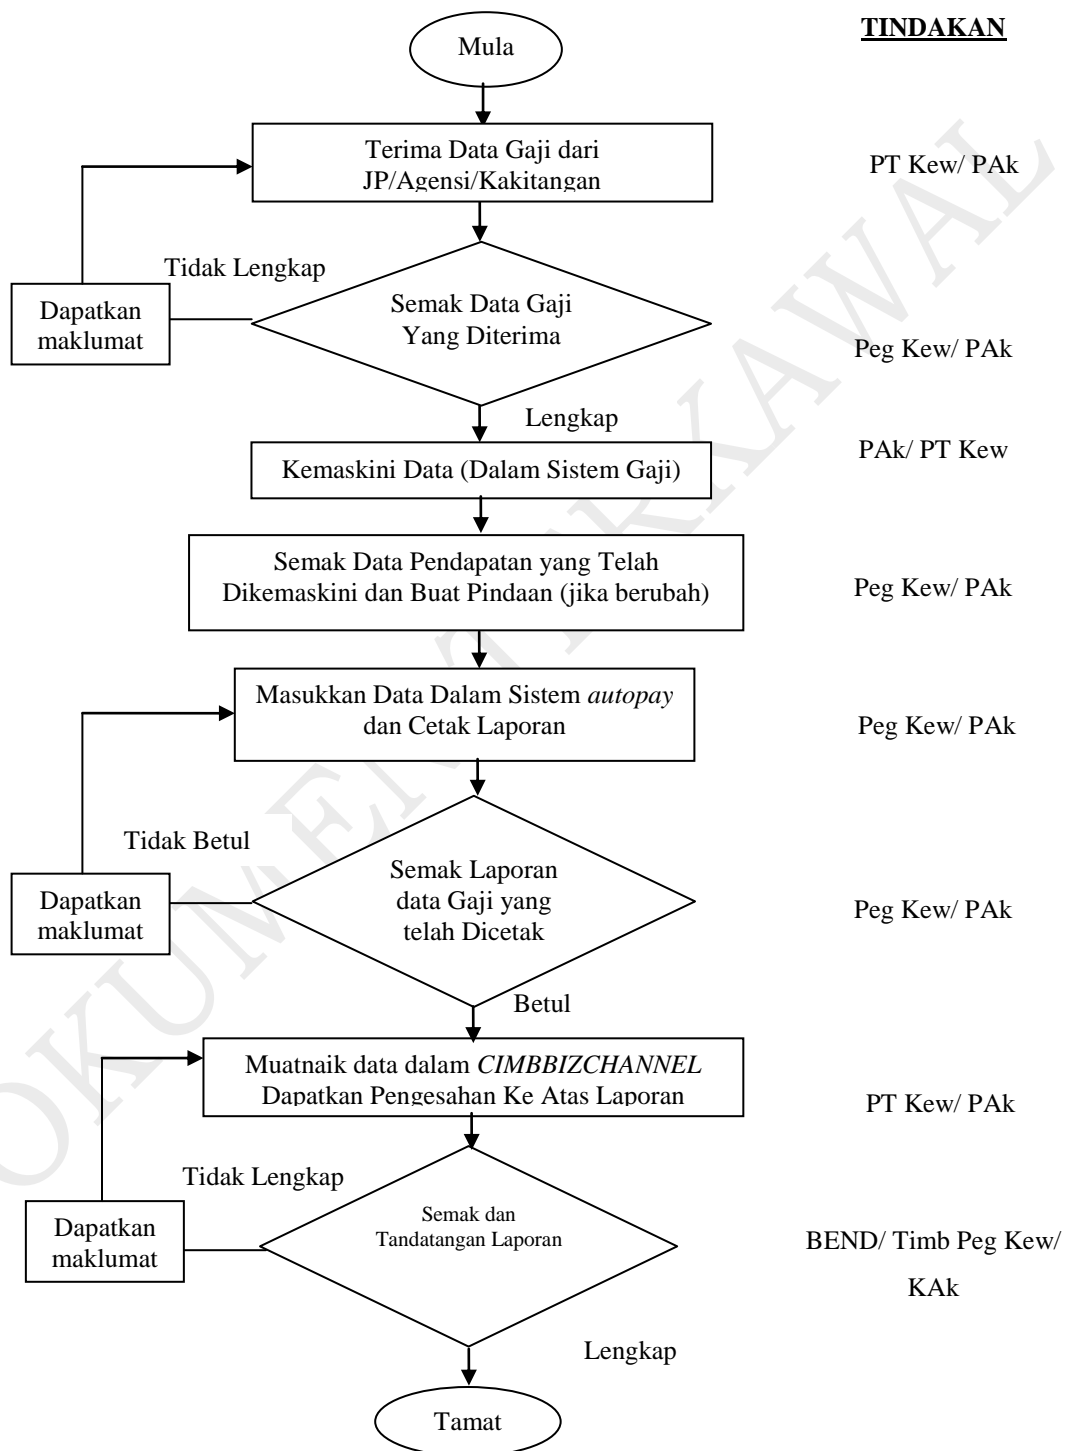 TINDAKAN
Mula
Terima Data Gaji dari
JP/Agensi/Kakitangan
PT Kew/ PAk
Tidak Lengkap
Dapatkan
maklumat
Semak Data Gaji
Yang Diterima
Peg Kew/ PAk
Lengkap
PAk/ PT Kew
Kemaskini Data (Dalam Sistem Gaji)
Semak Data Pendapatan yang Telah
Dikemaskini dan Buat Pindaan (jika berubah)
Peg Kew/ PAk
Masukkan Data Dalam Sistem autopay
dan Cetak Laporan
Peg Kew/ PAk
Tidak Betul
Dapatkan
maklumat
Semak Laporan
data Gaji yang
telah Dicetak
Peg Kew/ PAk
Betul
Muatnaik data dalam CIMBBIZCHANNEL
Dapatkan Pengesahan Ke Atas Laporan
PT Kew/ PAk
Tidak Lengkap
Dapatkan
maklumat
Semak dan
Tandatangan Laporan
BEND/ Timb Peg Kew/
KAk
Lengkap
Tamat